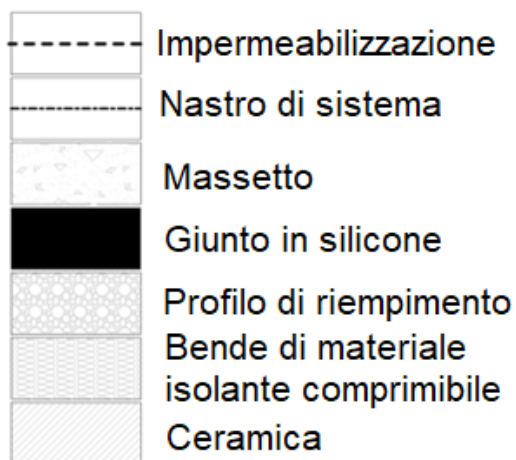 Impermeabilizzazione
Nastro di sistema
Massetto
Giunto in silicone
Profilo di riempimento
Bende di materiale
isolante comprimibile
Ceramica